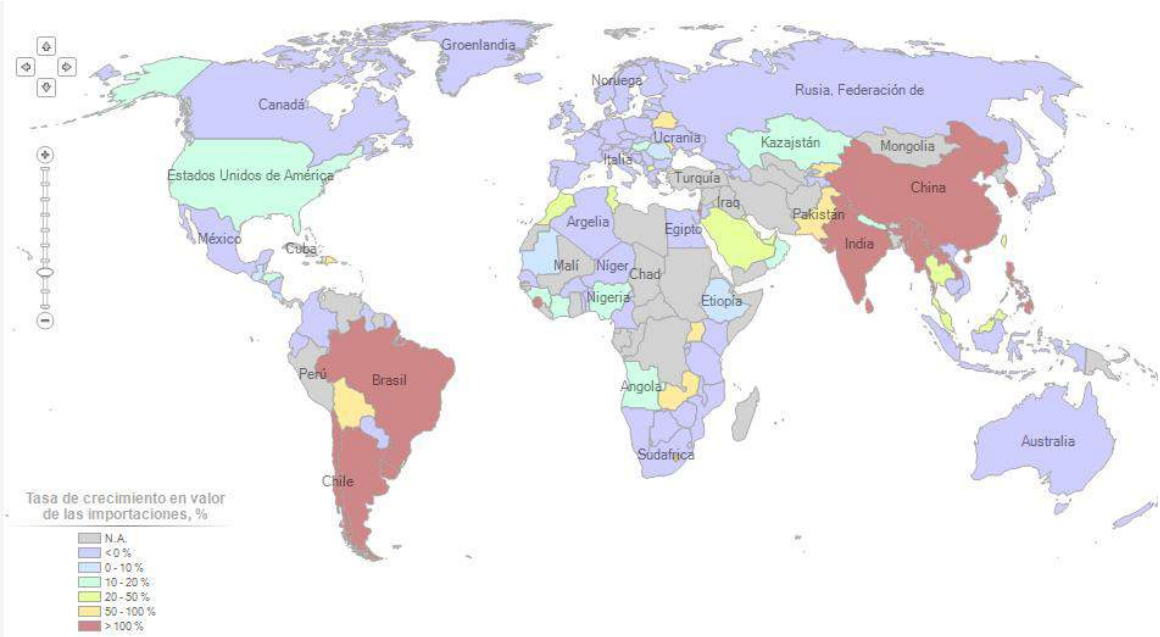 Groenlandia
Noruega
Rusia, Federación de
Canadá
Ucrania
Kazajstán
Mongolia
Italia
Estados Unidos de América
Turquía
China
Iraq
Pakistán
Argelia
Egipto
México
India
Cuba
Malí
Níger
Chad
Nigeria
Etiopía
Perú
Brasil
Angola
Australia
Sudafrica
Chile
Tasa de crecimiento en valor
de las importaciones, %
N.A.
< 0 %
0 - 10 %
10 - 20 %
20 - 50 %
50 - 100 %
> 100 %